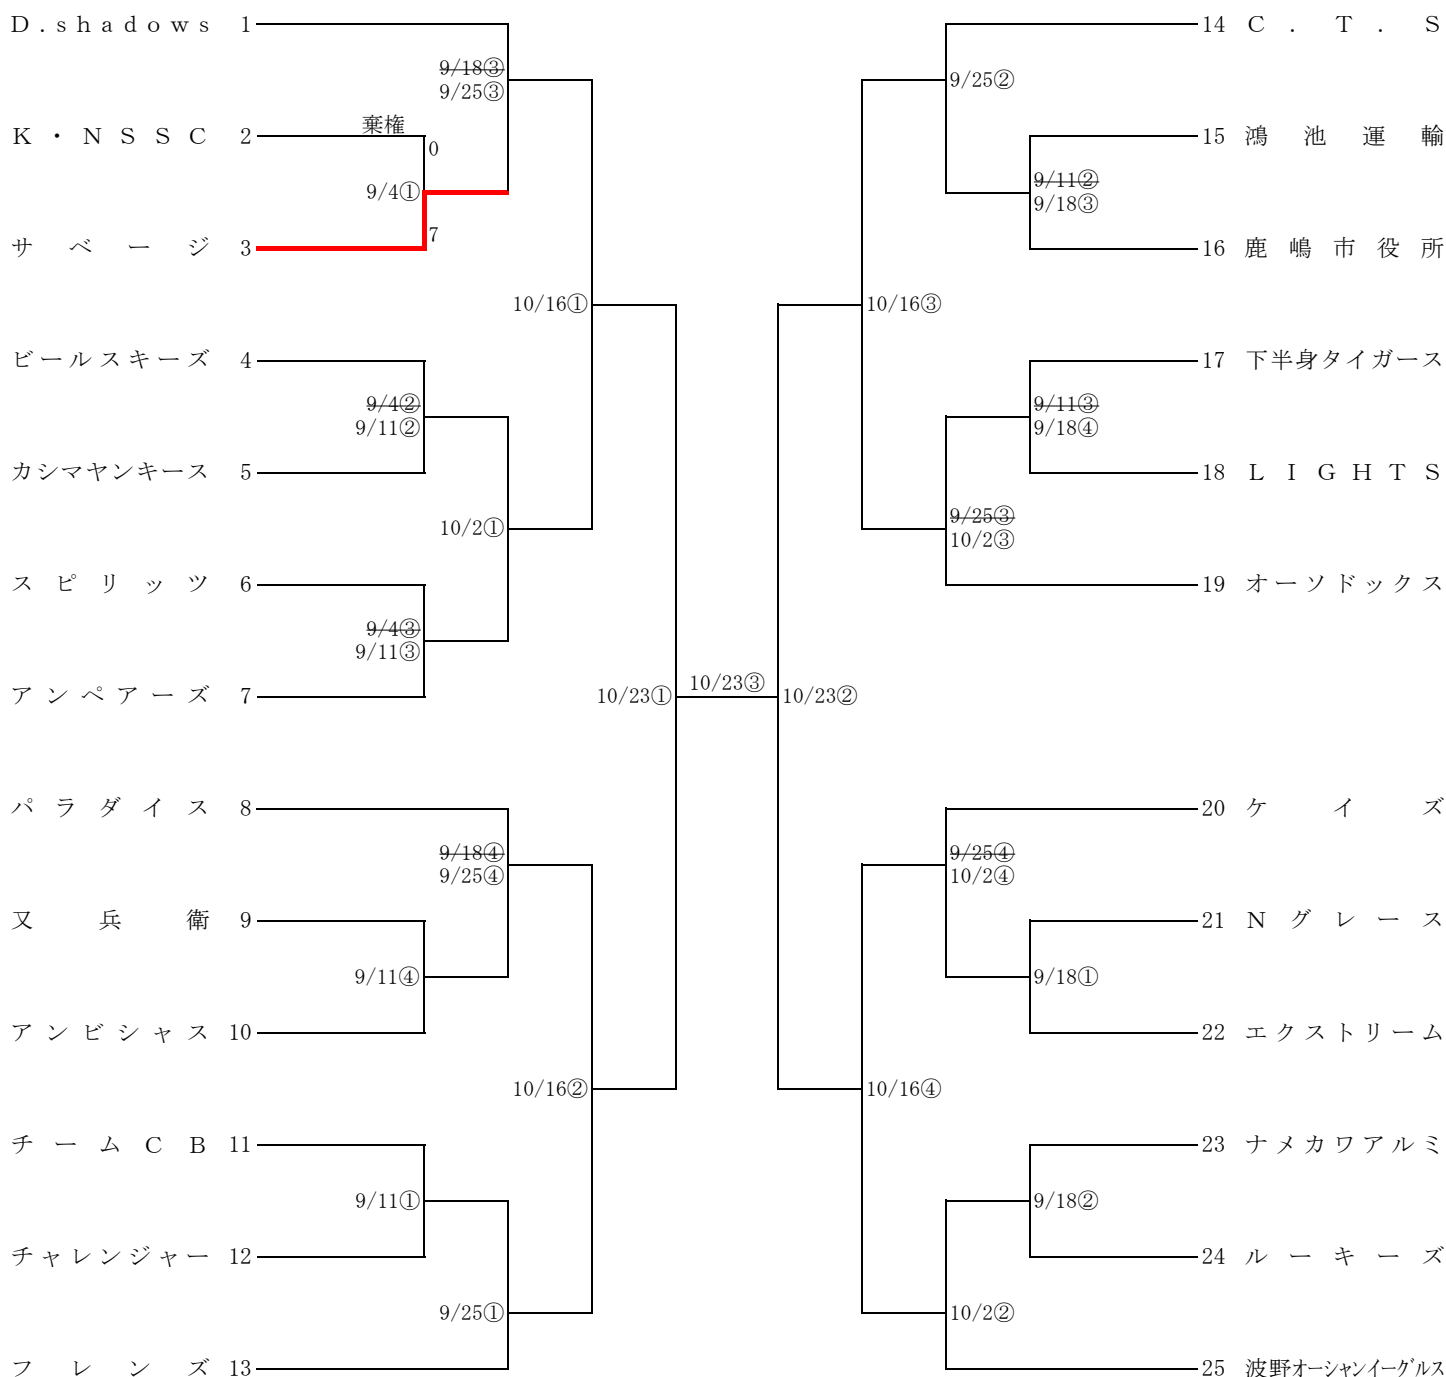 D.shadows 1
9/18③
9/25③
K・NSSC 2
棄権
0
9/4①
7
サベージ 3
10/16①
ビールスキーズ 4
9/4②
9/11②
カシマヤンキース 5
10/2①
スピリッツ 6
9/4③
9/11③
アンペアーズ 7
10/23①
パラダイス 8
9/18④
9/25④
又兵衛 9
9/11④
アンビシャス 10
10/16②
チームCB 11
9/11①
チャレンジャー 12
9/25①
フレンズ 13
10/23③
14 C.T.S
9/25②
15 鴻池運輸
9/11②
9/18③
16 鹿嶋市役所
10/16③
17 下半身タイガース
9/11③
9/18④
18 LIGHTS
9/25③
10/2③
19 オーソドックス
10/23②
20 ケイズ
9/25④
10/2④
21 Nグレース
9/18①
22 エクストリーム
10/16④
23 ナメカワアルミ
9/18②
24 ルーキーズ
10/2②
25 波野オーシャンイーグルス